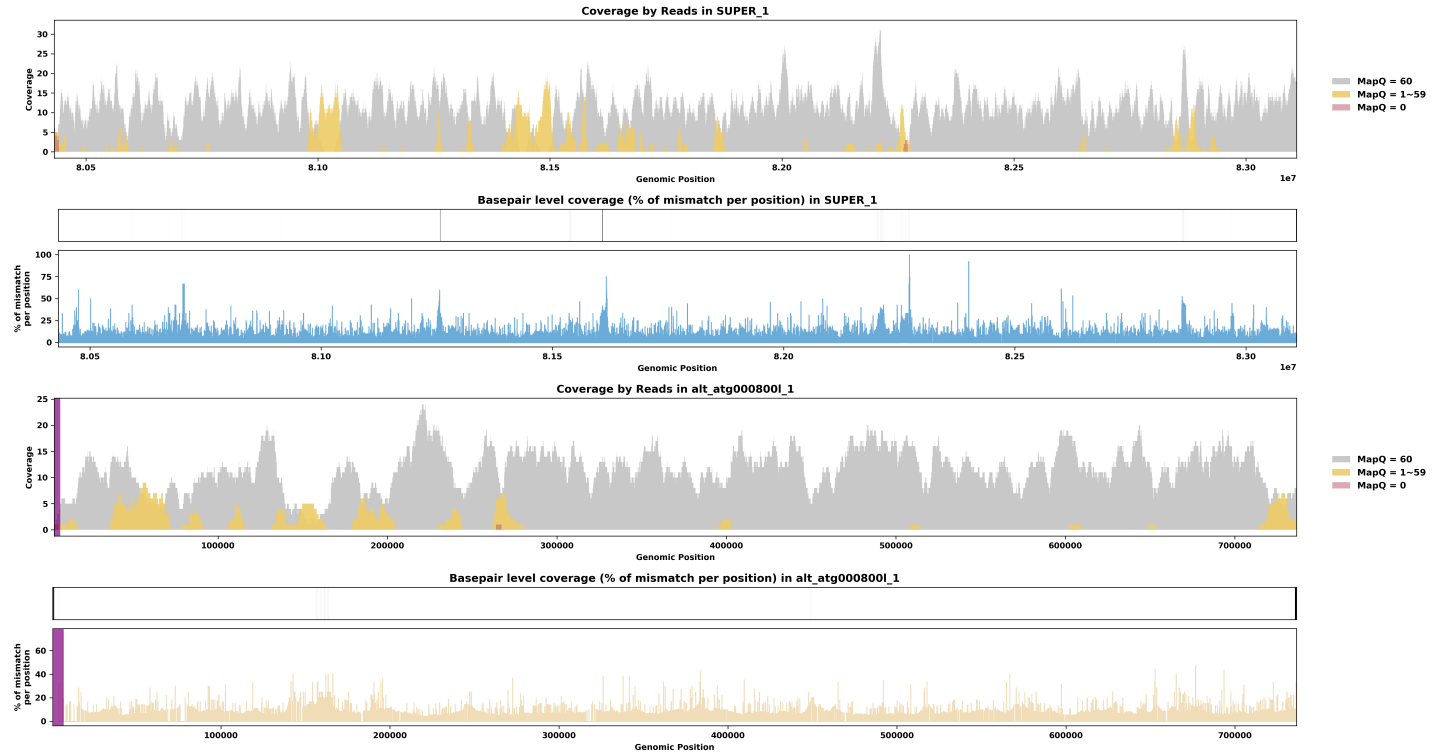 Coverage by Reads in SUPER_1
Coverage
30
25
20
15
10
5
0
8.05
8.10
8.15
8.20
8.25
8.30
1e7
Genomic Position
MapQ = 60
MapQ = 1~59
MapQ = 0
Basepair level coverage (% of mismatch per position) in SUPER_1
% of mismatch
per position
100
75
50
25
0
8.05
8.10
8.15
8.20
8.25
8.30
1e7
Genomic Position
Coverage by Reads in alt_atg000800l_1
Coverage
25
20
15
10
5
0
100000
200000
300000
400000
500000
600000
700000
Genomic Position
MapQ = 60
MapQ = 1~59
MapQ = 0
Basepair level coverage (% of mismatch per position) in alt_atg000800l_1
% of mismatch
per position
60
40
20
0
100000
200000
300000
400000
500000
600000
700000
Genomic Position